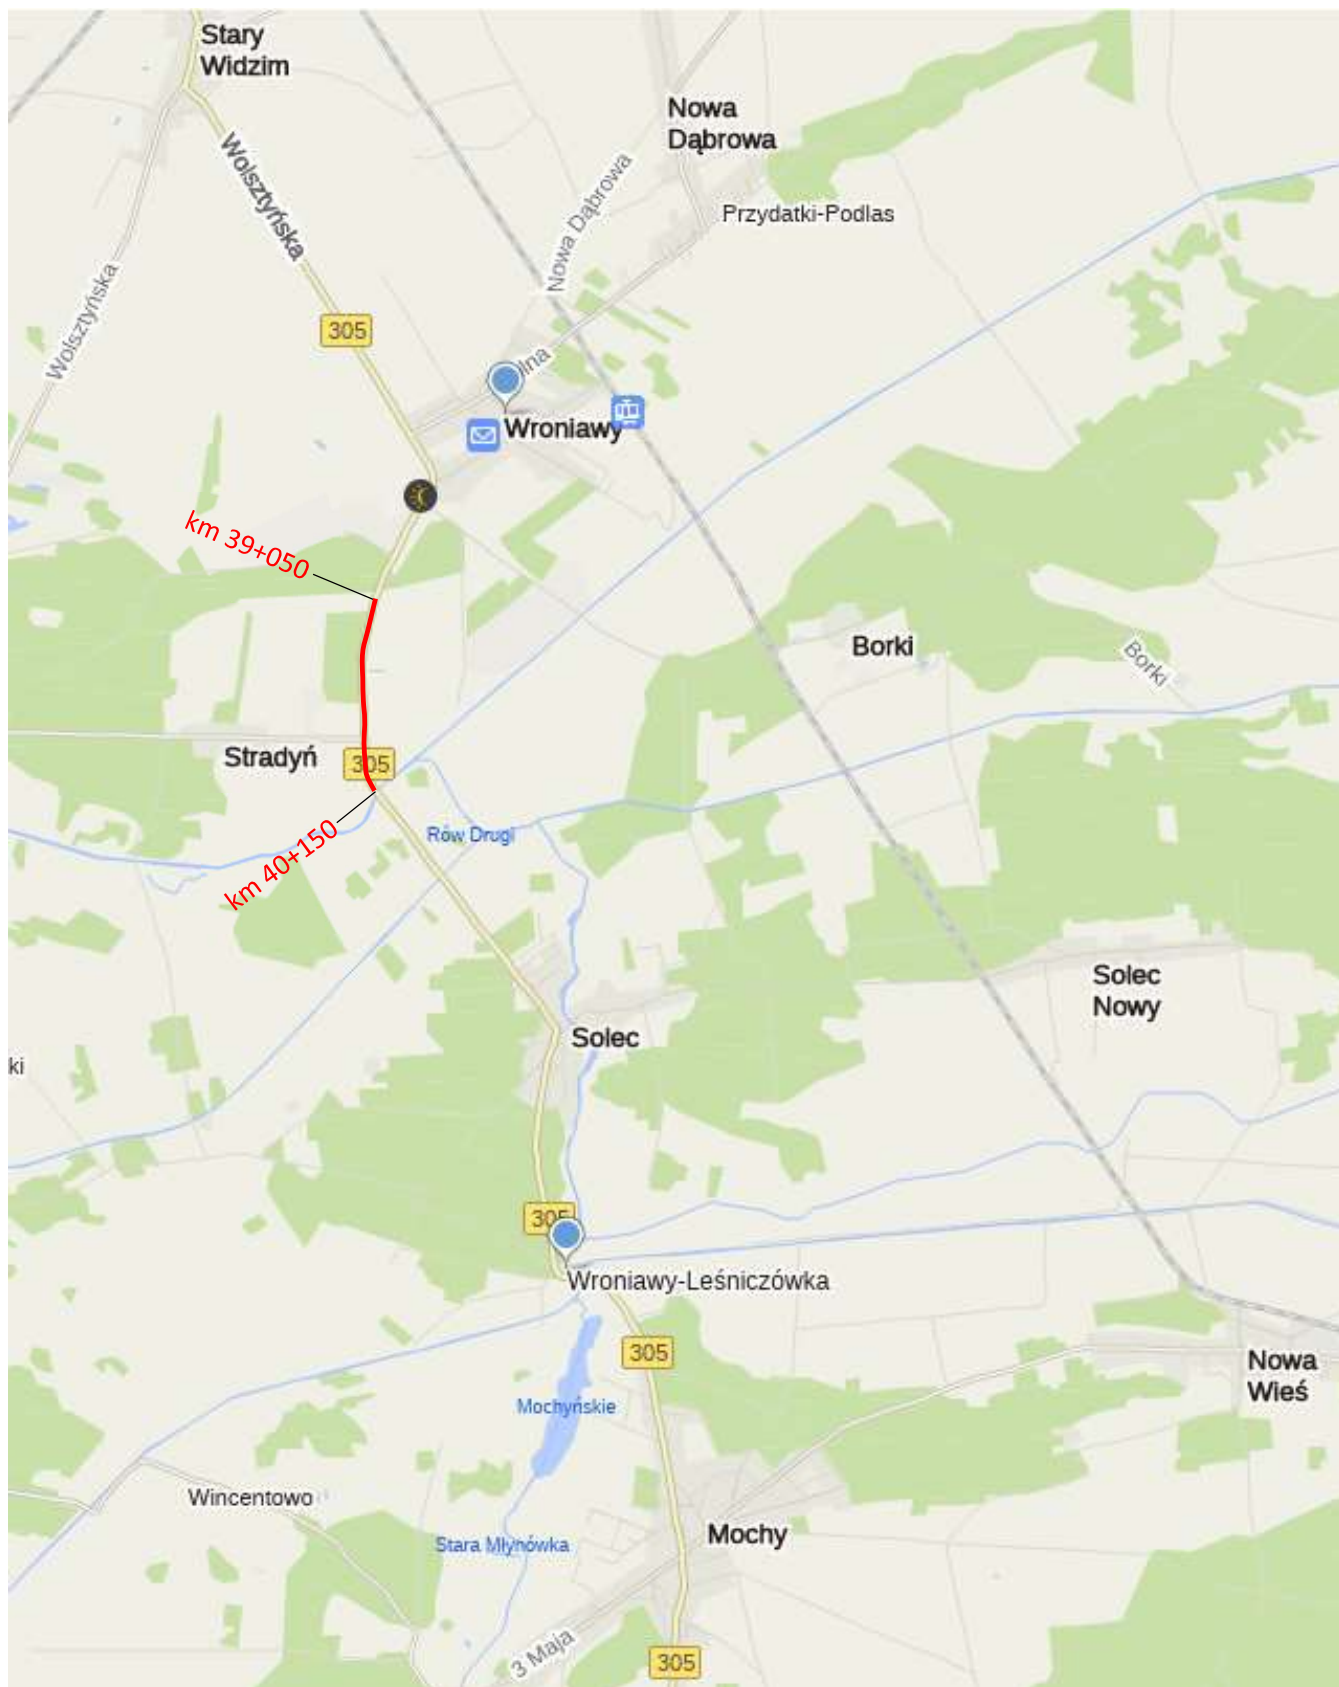 Stary
Widzim
Nowa
Dąbrowa
Wolsztyńska
Nowa Dąbrowa
Przydatki-Podlas
Wolsztyńska
305
Wroniawy
km 39+050
Borki
Borki
Stradyń
305
Rów Drugi
km 40+150
Solec
Nowy
Solec
ki
305
Wroniawy-Leśniczówka
305
Nowa
Wieś
Mochyńskie
Wincentowo
Mochy
Stara Młynówka
3 Maja
305